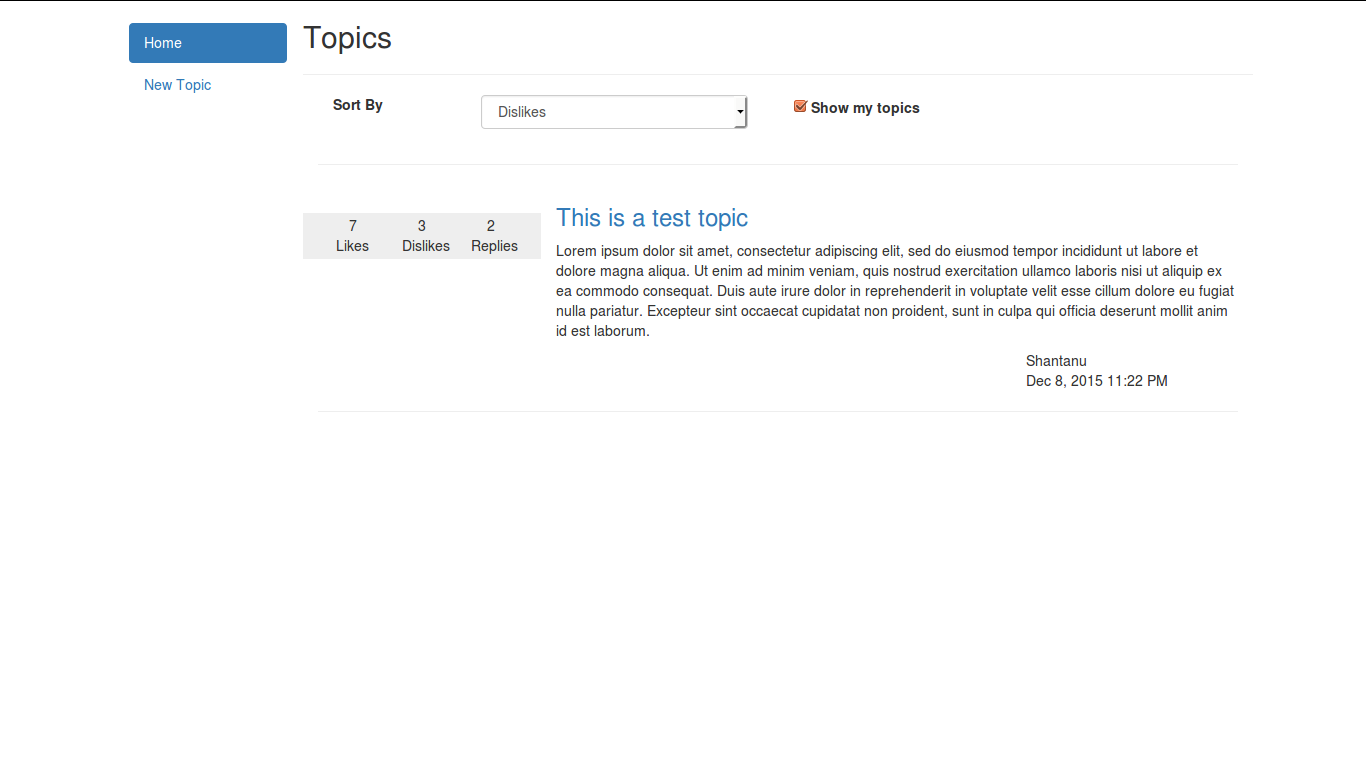 Home
New Topic
Topics
Sort By
Dislikes
Show my topics
7 3 2
Likes Dislikes Replies
This is a test topic
Lorem ipsum dolor sit amet, consectetur adipiscing elit, sed do eiusmod tempor incididunt ut labore et
dolore magna aliqua. Ut enim ad minim veniam, quis nostrud exercitation ullamco laboris nisi ut aliquip ex
ea commodo consequat. Duis aute irure dolor in reprehenderit in voluptate velit esse cillum dolore eu fugiat
nulla pariatur. Excepteur sint occaecat cupidatat non proident, sunt in culpa qui officia deserunt mollit anim
id est laborum.
Shantanu
Dec 8, 2015 11:22 PM